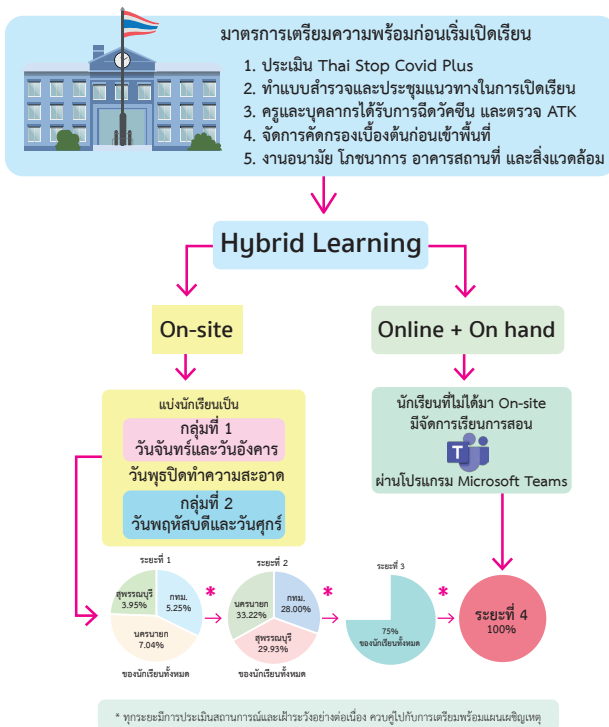 มาตรการเตรียมความพร้อมก่อนเริ่มเปิดเรียน
1. ประเมิน Thai Stop Covid Plus
2. ทำแบบสำรวจและประชุมแนวทางในการเปิดเรียน
3. ครูและบุคลากรได้รับการฉีดวัคซีน และตรวจ ATK
4. จัดการคัดกรองเบื้องต้นก่อนเข้าพื้นที่
5. งานอนามัย โภชนาการ อาคารสถานที่ และสิ่งแวดล้อม
Hybrid Learning
On-site
Online + On hand
แบ่งนักเรียนเป็น
กลุ่มที่ 1
วันจันทร์และวันอังคาร
วันพุธปิดทำความสะอาด
กลุ่มที่ 2
วันพฤหัสบดีและวันศุกร์
นักเรียนที่ไม่ได้มา On-site
มีจัดการเรียนการสอน
T
ผ่านโปรแกรม Microsoft Teams
ระยะที่ 1
สุพรรณบุรี
3.95%
กทม.
5.25%
นครนายก
7.04%
ของนักเรียนทั้งหมด
*
ระยะที่ 2
นครนายก
33.22%
กทม.
28.00%
สุพรรณบุรี
29.93%
ของนักเรียนทั้งหมด
*
ระยะที่ 3
75%
ของนักเรียนทั้งหมด
*
ระยะที่ 4
100%
* ทุกระยะมีการประเมินสถานการณ์และเฝ้าระวังอย่างต่อเนื่อง ควบคู่ไปกับการเตรียมพร้อมแผนเผชิญเหตุ